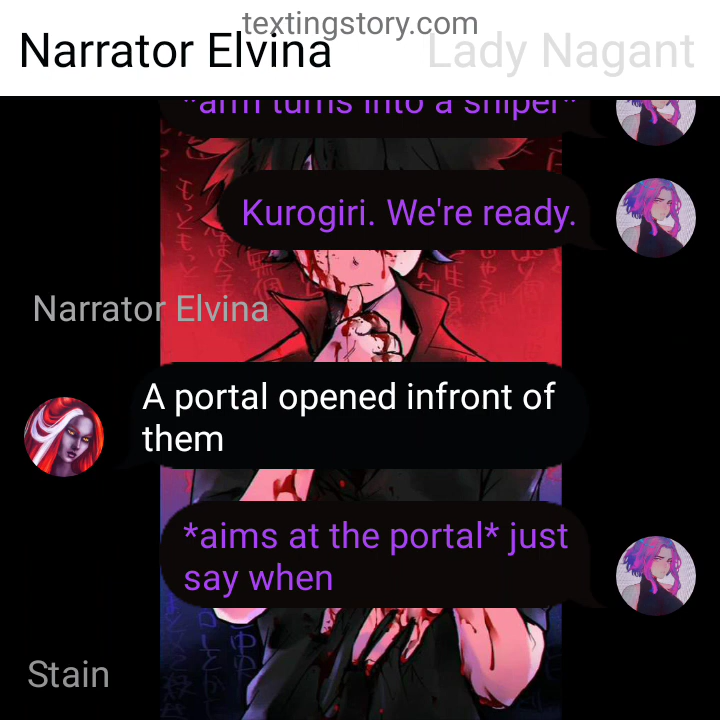 textingstory.com
Narrator Elvina Lady Nagant
*arm turns into a sniper*
Kurogiri. We're ready.
Narrator Elvina
A portal opened infront of
them
*aims at the portal* just
say when
Stain